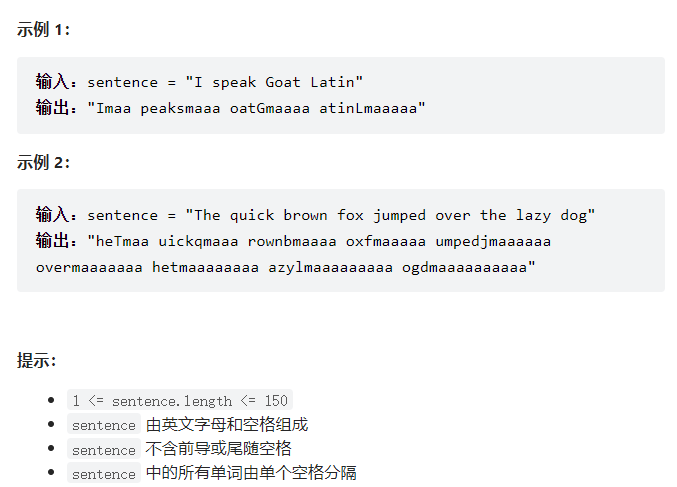 示例 1：
输入：sentence = "I speak Goat Latin"
输出："Imaa peaksmaaa oatGmaaaa atinLmaaaaa"
示例 2：
输入：sentence = "The quick brown fox jumped over the lazy dog"
输出："heTmaa uickqmaaa rownbmaaaa oxfmaaaaa umpedjmaaaaaa
overmaaaaaaa hetmaaaaaaaa azylmaaaaaaaaa ogdmaaaaaaaaaa"
提示：
1 <= sentence.length <= 150
sentence 由英文字母和空格组成
sentence 不含前导或尾随空格
sentence 中的所有单词由单个空格分隔